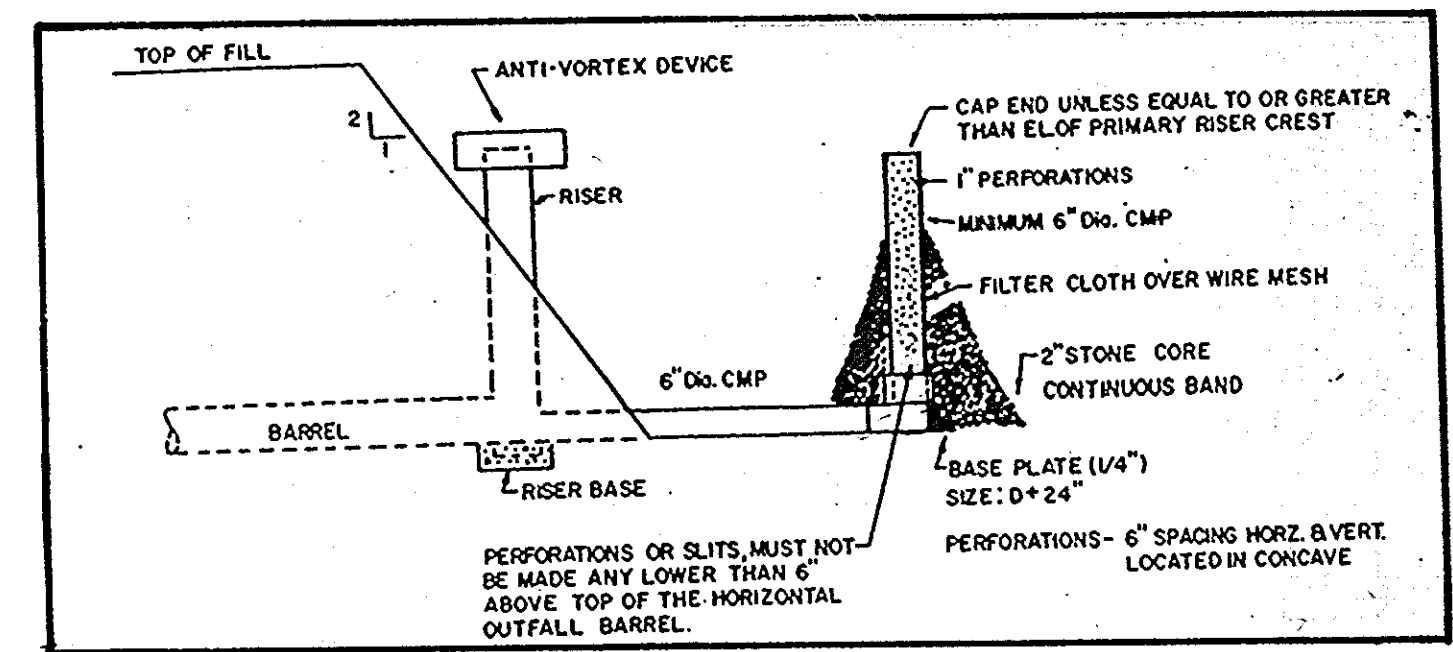 TOP OF FILL
ANTI-VORTEX DEVICE
2
1
CAP END UNLESS EQUAL TO OR GREATER
THAN EL OF PRIMARY RISER CREST
1" PERFORATIONS
RISER
MINIMUM 6" Dia. CMP
FILTER CLOTH OVER WIRE MESH
2" STONE CORE
CONTINUOUS BAND
6" Dia. CMP
BARREL
BASE PLATE (1/4")
SIZE: D+24"
RISER BASE
PERFORATIONS OR SLITS, MUST NOT
BE MADE ANY LOWER THAN 6"
ABOVE TOP OF THE HORIZONTAL
OUTFALL BARREL.
PERFORATIONS- 6" SPACING HORZ. & VERT.
LOCATED IN CONCAVE